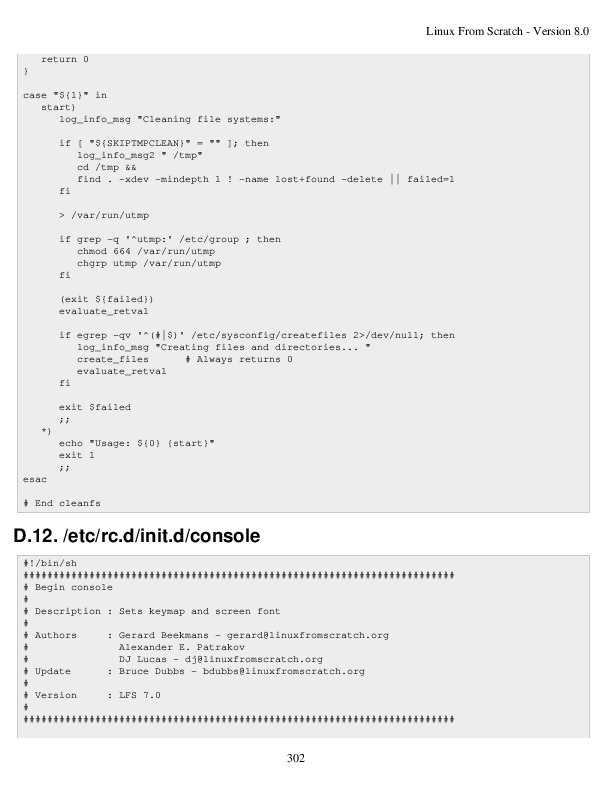 Linux From Scratch - Version 8.0
   return 0
}

case "${1}" in
   start)
      log_info_msg "Cleaning file systems:"

      if [ "${SKIPTMPCLEAN}" = "" ]; then
         log_info_msg2 " /tmp"
         cd /tmp &&
         find . -xdev -mindepth 1 ! -name lost+found -delete || failed=1
      fi

      > /var/run/utmp

      if grep -q '^utmp:' /etc/group ; then
         chmod 664 /var/run/utmp
         chgrp utmp /var/run/utmp
      fi

      (exit ${failed})
      evaluate_retval

      if egrep -qv '^(#|$)' /etc/sysconfig/createfiles 2>/dev/null; then
         log_info_msg "Creating files and directories... "
         create_files      # Always returns 0
         evaluate_retval
      fi

      exit $failed
      ;;
   *)
      echo "Usage: ${0} {start}"
      exit 1
      ;;
esac

# End cleanfs
D.12. /etc/rc.d/init.d/console
#!/bin/sh
########################################################################
# Begin console
#
# Description : Sets keymap and screen font
#
# Authors     : Gerard Beekmans - gerard@linuxfromscratch.org
#               Alexander E. Patrakov
#               DJ Lucas - dj@linuxfromscratch.org
# Update      : Bruce Dubbs - bdubbs@linuxfromscratch.org
#
# Version     : LFS 7.0
#
########################################################################
302